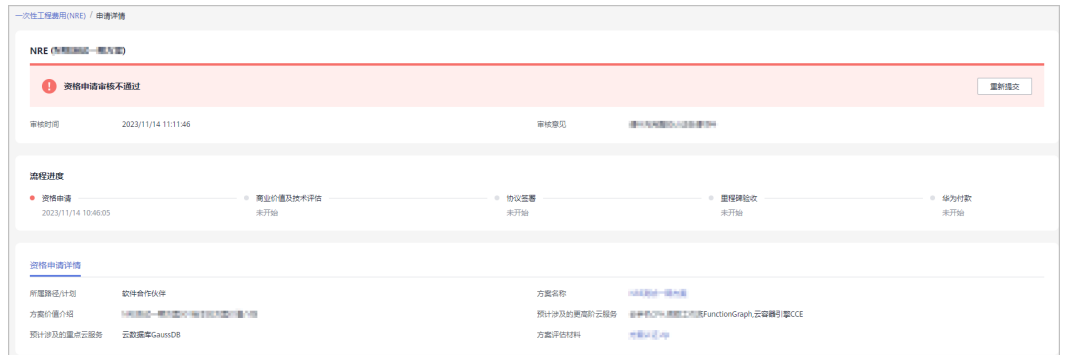 一次性工程费用(NRE) / 申请详情
NRE (
资格申请审核不通过
重新提交
审核时间 2023/11/14 11:11:46 审核意见
流程进度
资格申请 商业价值及技术评估 协议签署 里程碑验收 华为付款
2023/11/14 10:46:05 未开始 未开始 未开始 未开始
资格申请详情
所属路径/计划 软件合作伙伴 方案名称
方案价值介绍 预计涉及的更高阶云服务 FunctionGraph,云容器引擎CCE
预计涉及的重点云服务 云数据库GaussDB 方案评估材料